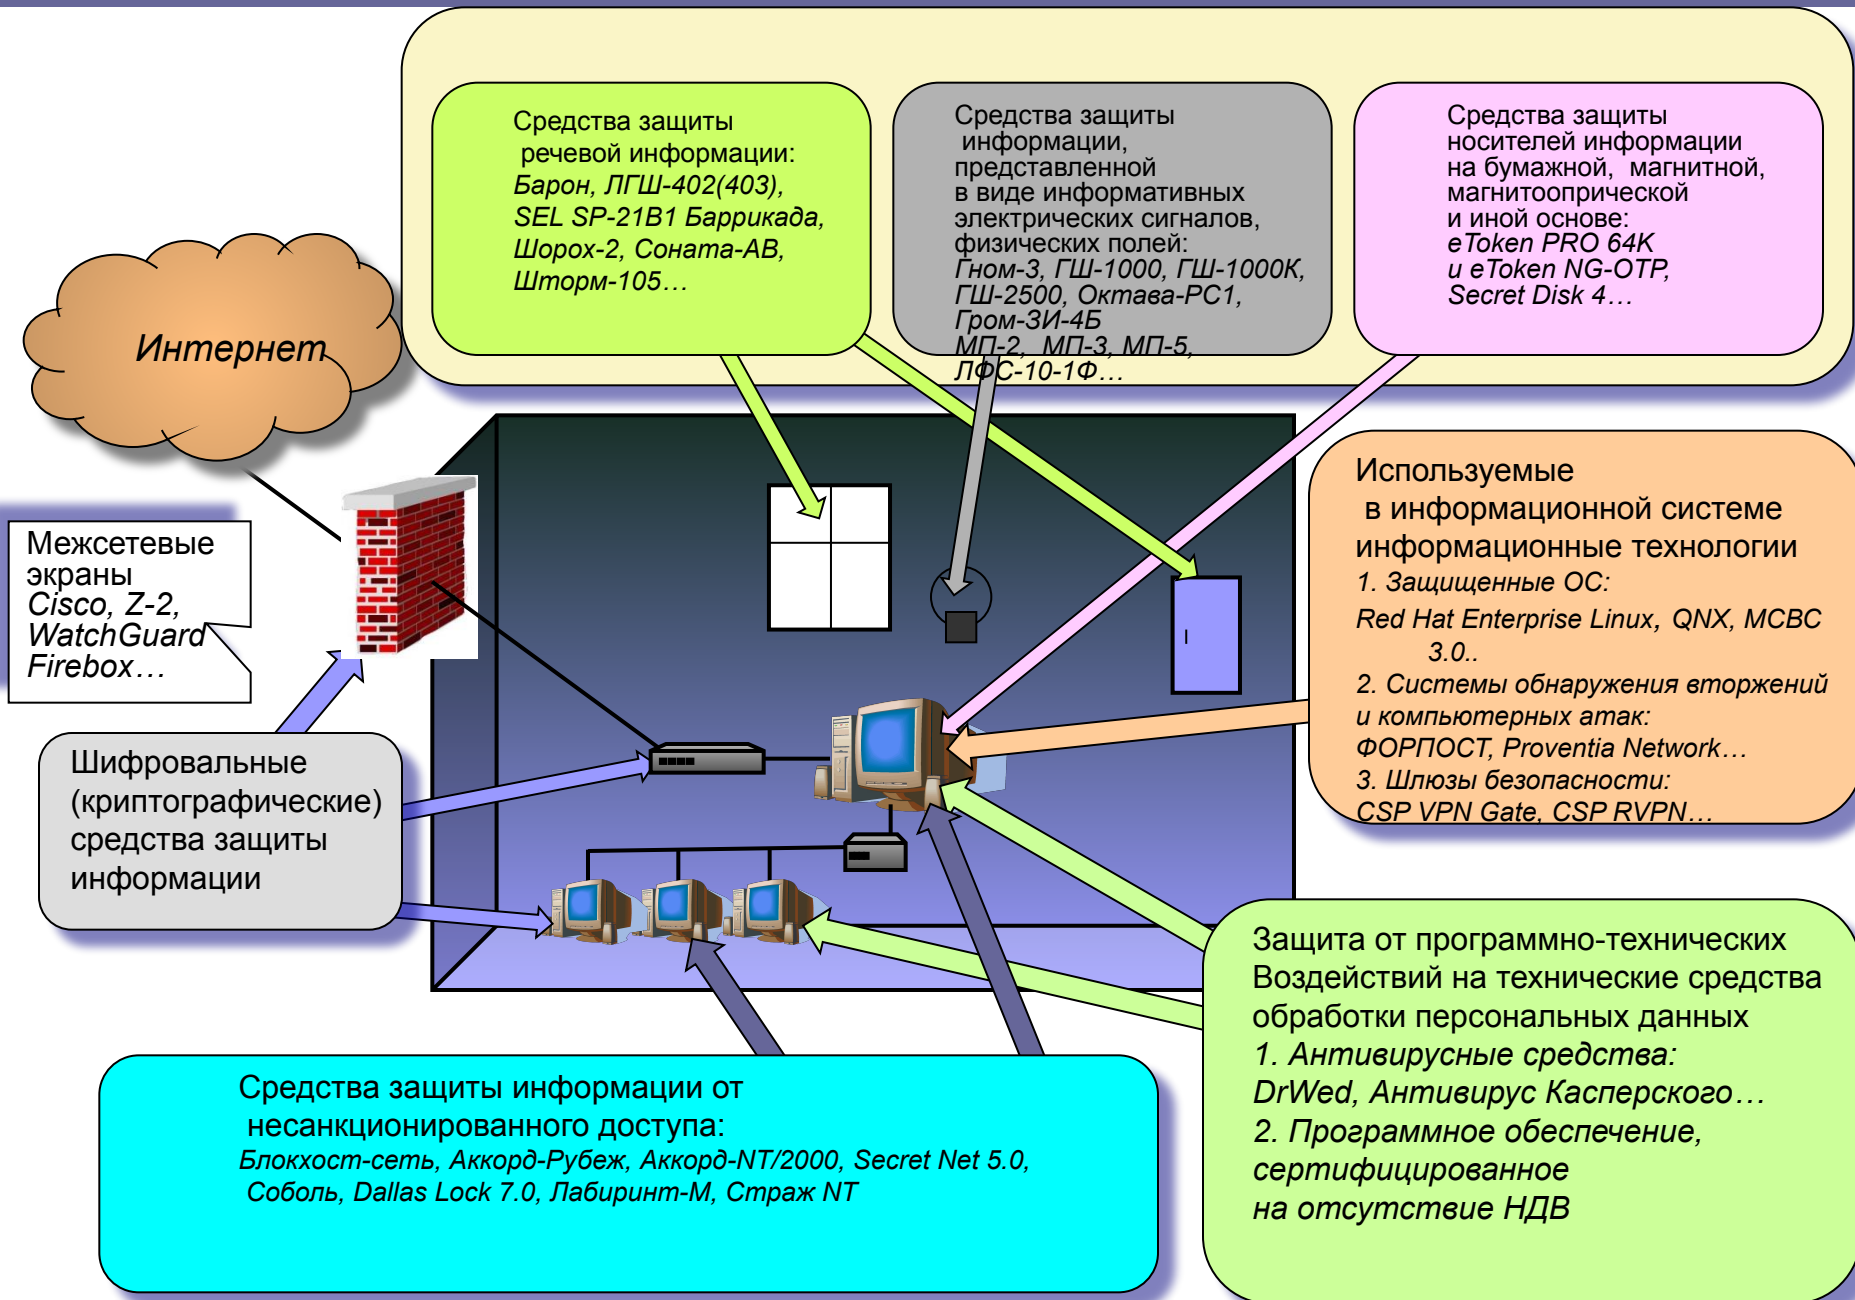 Средства защиты
речевой информации:
Барон, ЛГШ-402(403),
SEL SP-21B1 Баррикада,
Шорох-2, Соната-АВ,
Шторм-105…
Средства защиты
информации,
представленной
в виде информативных
электрических сигналов,
физических полей:
Гном-3, ГШ-1000, ГШ-1000К,
ГШ-2500, Октава-РС1,
Гром-ЗИ-4Б
МП-2, МП-3, МП-5,
ЛФС-10-1Ф…
Средства защиты
носителей информации
на бумажной, магнитной,
магнитоопрической
и иной основе:
eToken PRO 64K
и eToken NG-OTP,
Secret Disk 4…
Интернет
Межсетевые
экраны
Cisco, Z-2,
WatchGuard
Firebox…
Используемые
в информационной системе
информационные технологии
1. Защищенные ОС:
Red Hat Enterprise Linux, QNX, МСВС
3.0..
2. Системы обнаружения вторжений
и компьютерных атак:
ФОРПОСТ, Proventia Network…
3. Шлюзы безопасности:
CSP VPN Gate, CSP RVPN…
Шифровальные
(криптографические)
средства защиты
информации
Защита от программно-технических
Воздействий на технические средства
обработки персональных данных
1. Антивирусные средства:
DrWed, Антивирус Касперского…
2. Программное обеспечение,
сертифицированное
на отсутствие НДВ
Средства защиты информации от
несанкционированного доступа:
Блокхост-сеть, Аккорд-Рубеж, Аккорд-NT/2000, Secret Net 5.0,
Соболь, Dallas Lock 7.0, Лабиринт-М, Страж NT